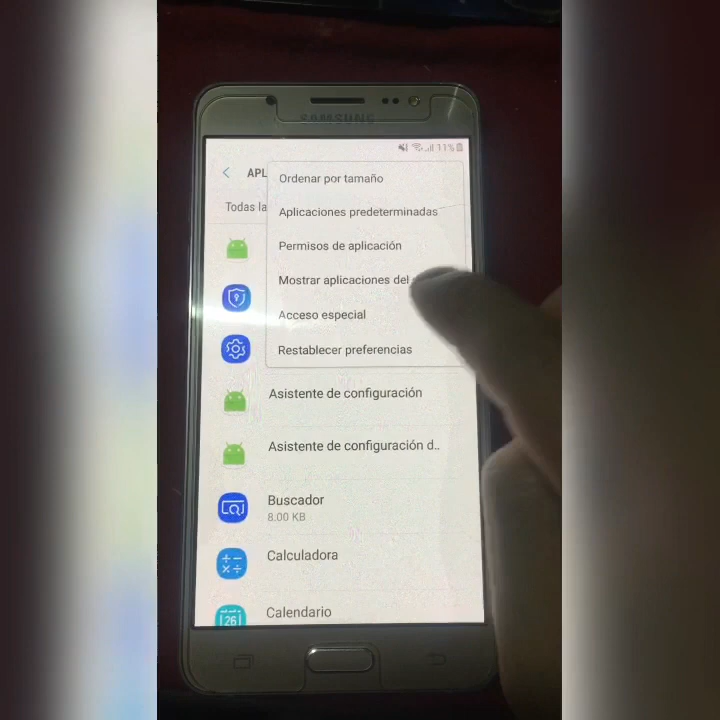 SAMSUNG
11%
APL
Ordenar por tamaño
Todas la
Aplicaciones predeterminadas
Permisos de aplicación
Mostrar aplicaciones del
Acceso especial
Restablecer preferencias
Asistente de configuración
Asistente de configuración d..
Buscador
8.00 KB
Calculadora
26
Calendario